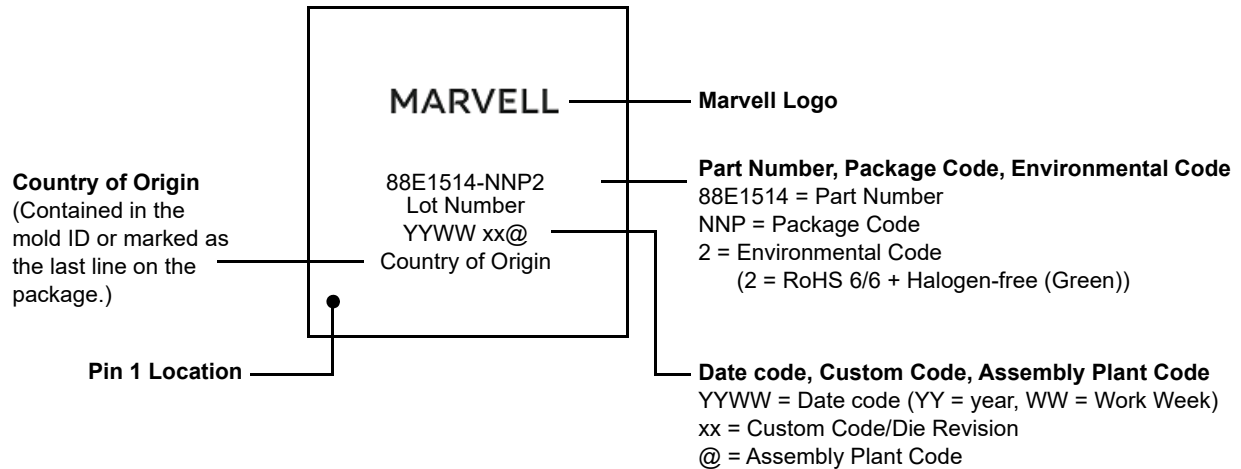 MARVELL
88E1514-NNP2
Lot Number
YYWW xx@
Country of Origin
Country of Origin
(Contained in the
mold ID or marked as
the last line on the
package.)
Pin 1 Location
Marvell Logo
Part Number, Package Code, Environmental Code
88E1514 = Part Number
NNP = Package Code
2 = Environmental Code
(2 = RoHS 6/6 + Halogen-free (Green))
Date code, Custom Code, Assembly Plant Code
YYWW = Date code (YY = year, WW = Work Week)
xx = Custom Code/Die Revision
@ = Assembly Plant Code